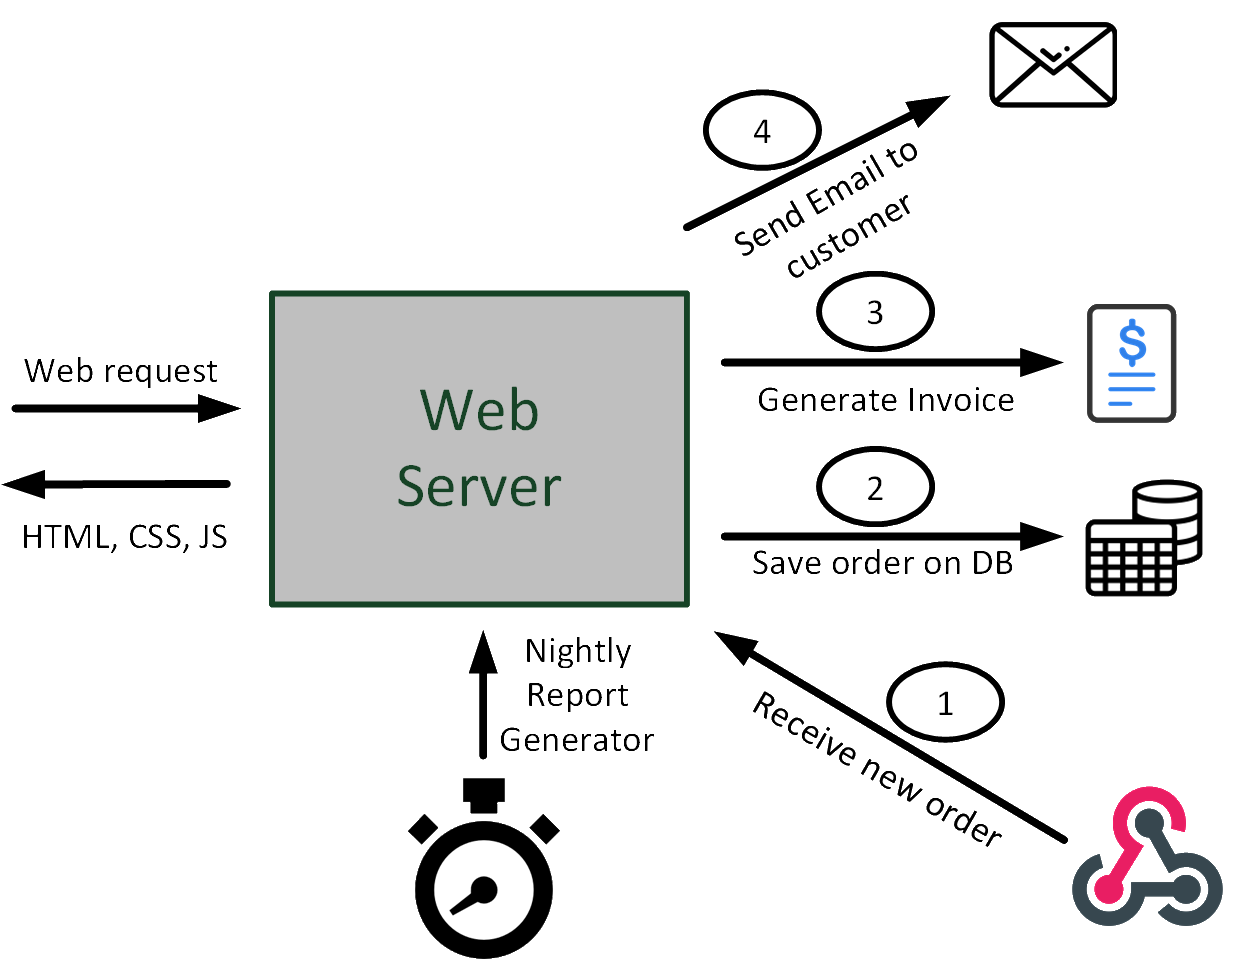 4
Send Email to
customer
3
Generate Invoice
$
Web request
HTML, CSS, JS
Web
Server
2
Save order on DB
Nightly
Report
Generator
1
Receive new order